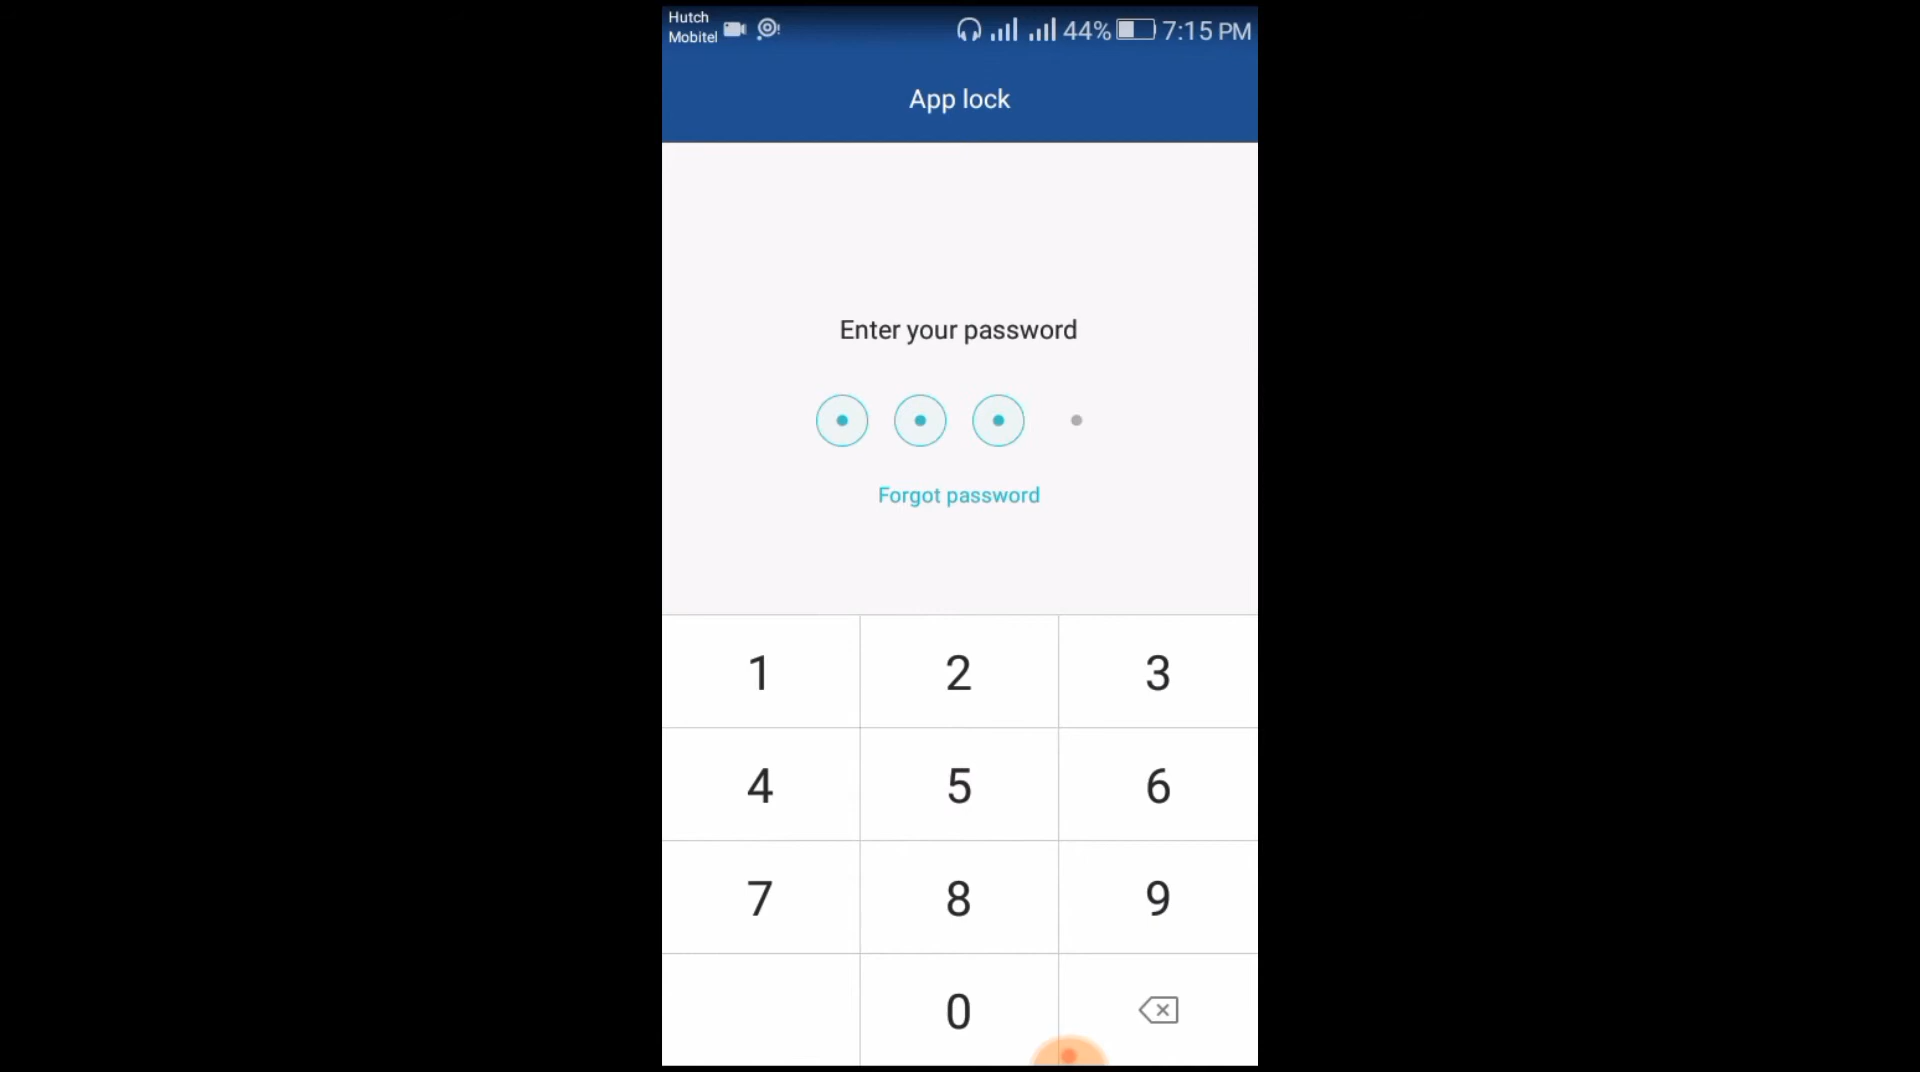 Hutch
Mobitel
44% 7:15 PM
App lock
Enter your password
Forgot password
1 2 3
4 5 6
7 8 9
0